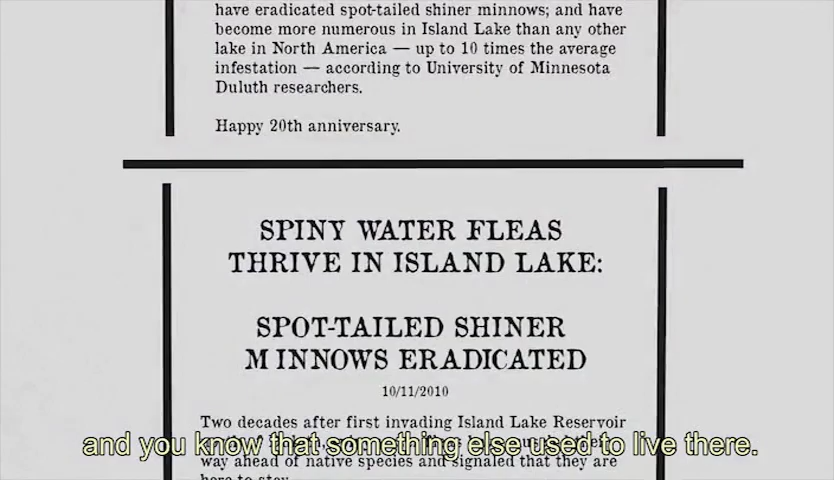 have eradicated spot-tailed shiner minnows; and have
become more numerous in Island Lake than any other
lake in North America — up to 10 times the average
infestation — according to University of Minnesota
Duluth researchers.
Happy 20th anniversary.
SPINY WATER FLEAS
THRIVE IN ISLAND LAKE:
SPOT-TAILED SHINER
MINNOWS ERADICATED
10/11/2010
Two decades after first invading Island Lake Reservoir
and you know that something else used to live there.
way ahead of native species and signaled that they are
here to stay